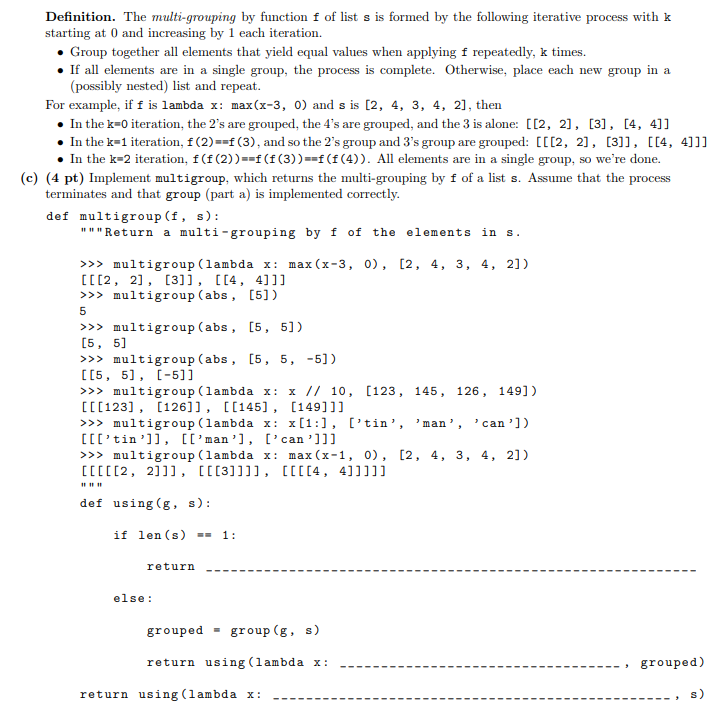 Definition. The multi-grouping by function f of list s is formed by the following iterative process with k
starting at 0 and increasing by 1 each iteration.
• Group together all elements that yield equal values when applying f repeatedly, k times.
• If all elements are in a single group, the process is complete. Otherwise, place each new group in a
(possibly nested) list and repeat.
For example, if f is lambda x: max(x-3, 0) and s is [2, 4, 3, 4, 2], then
• In the k=0 iteration, the 2's are grouped, the 4's are grouped, and the 3 is alone: [[2, 2], [3], [4, 4]]
• In the k=1 iteration, f(2)==f(3), and so the 2's group and 3's group are grouped: [[[2, 2], [3]], [[4, 4]]]
• In the k=2 iteration, f(f(2))==f(f(3))==f(f(4)). All elements are in a single group, so we're done.
(c) (4 pt) Implement multigroup, which returns the multi-grouping by f of a list s. Assume that the process
terminates and that group (part a) is implemented correctly.
def multigroup(f, s):
"""Return a multi-grouping by f of the elements in s.
>>> multigroup(lambda x: max(x-3, 0), [2, 4, 3, 4, 2])
[[[2, 2], [3]], [[4, 4]]]
>>> multigroup(abs, [5])
5
>>> multigroup(abs, [5, 5])
[5, 5]
>>> multigroup(abs, [5, 5, -5])
[[5, 5], [-5]]
>>> multigroup(lambda x: x // 10, [123, 145, 126, 149])
[[[123], [126]], [[145], [149]]]
>>> multigroup(lambda x: x[1:], ['tin', 'man', 'can'])
[[['tin']], [['man'], ['can']]]
>>> multigroup(lambda x: max(x-1, 0), [2, 4, 3, 4, 2])
[[[[[2, 2]]], [[[3]]]], [[[[4, 4]]]]]
"""
def using(g, s):
if len(s) == 1:
return ____________________________________________________________
else:
grouped = group(g, s)
return using(lambda x: __________________________________, grouped)
return using(lambda x: ________________________________________________, s)